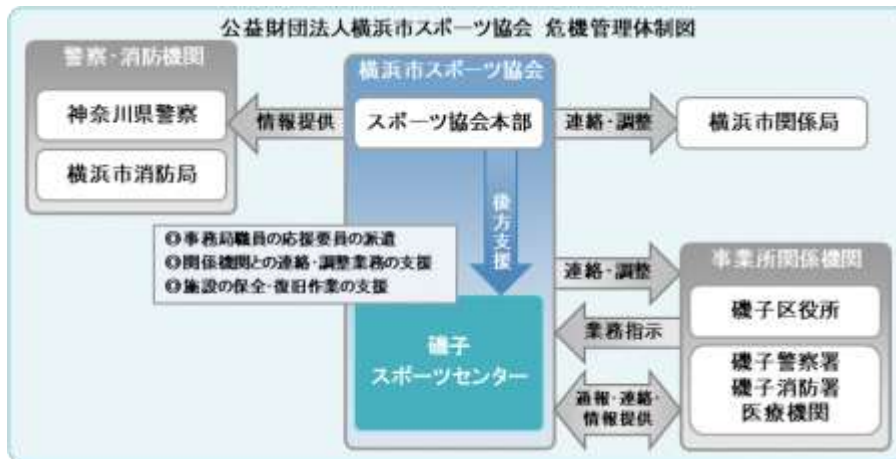 公益財団法人横浜市スポーツ協会 危機管理体制図
警察・消防機関
神奈川県警察
横浜市消防局
情報提供
横浜市スポーツ協会
スポーツ協会本部
連絡・調整
横浜市関係局
後方支援
◎事務局職員の応援要員の派遣
◎関係機関との連絡・調整業務の支援
◎施設の保全・復旧作業の支援
磯子
スポーツセンター
連絡・調整
業務指示
通報・連絡・
情報提供
事業所関係機関
磯子区役所
磯子警察署
磯子消防署
医療機関